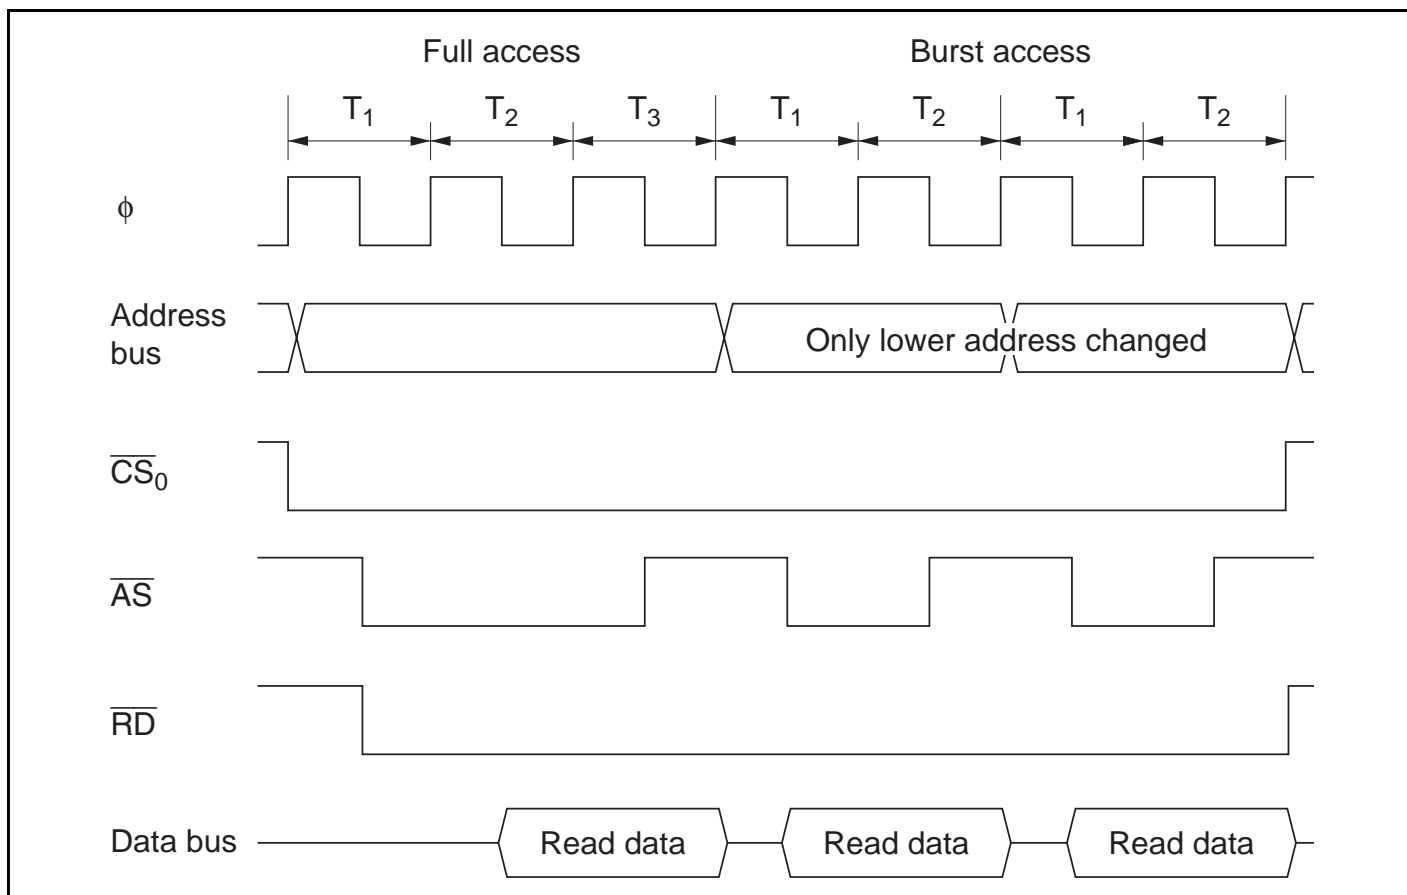 Full access Burst access
T1 T2 T3 T1 T2 T1 T2
ϕ
Address
bus
Only lower address changed
CS0
AS
RD
Data bus Read data Read data Read data